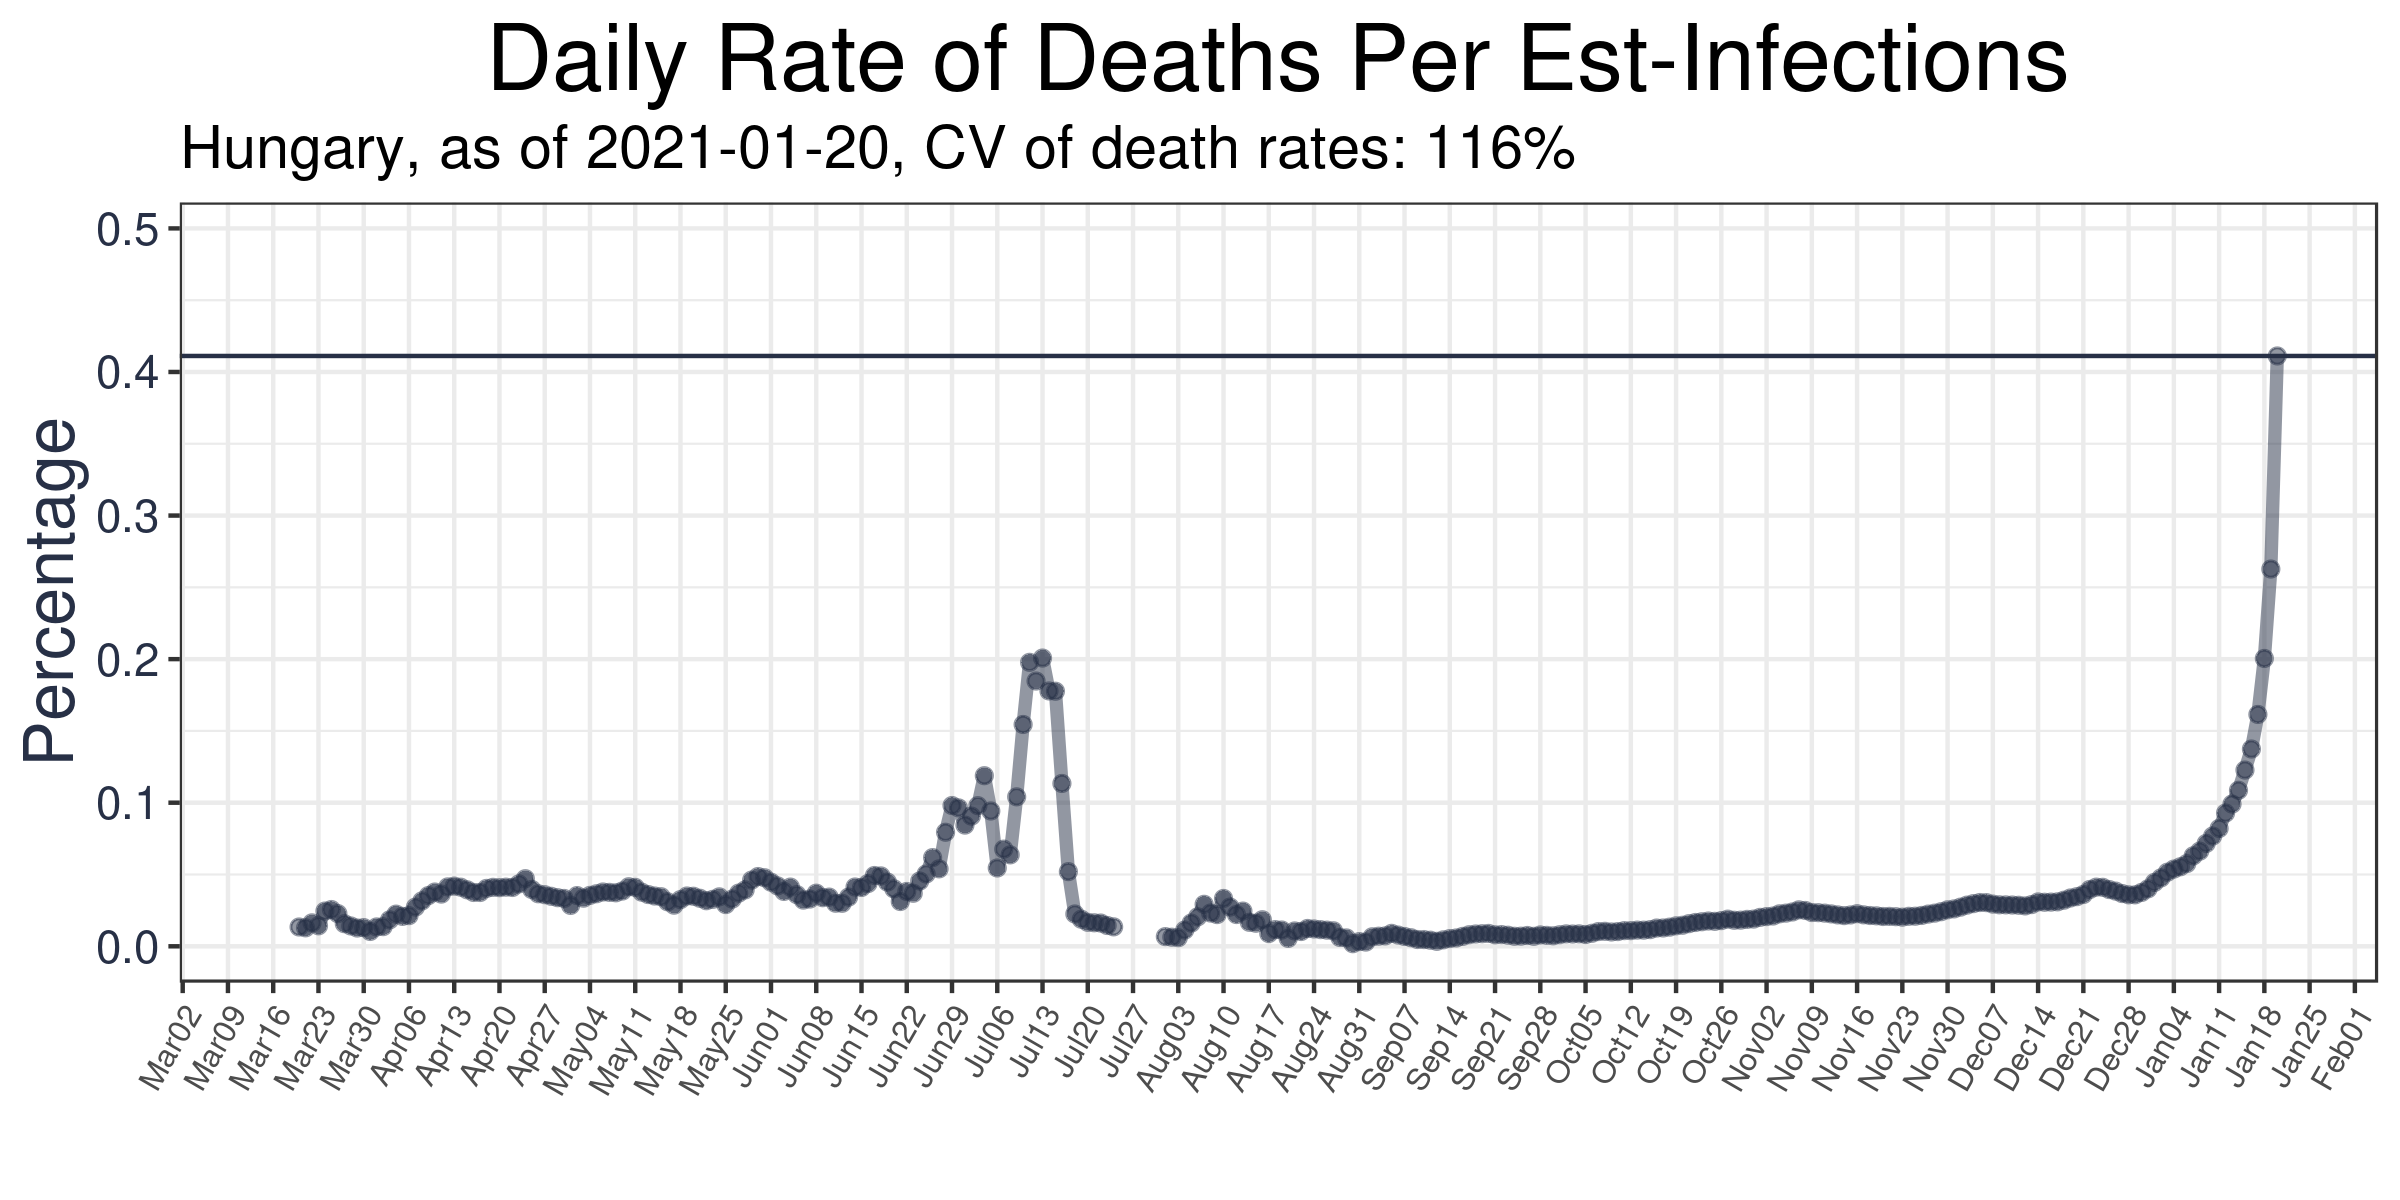 Daily Rate of Deaths Per Est-Infections
Hungary, as of 2021-01-20, CV of death rates: 116%
Percentage
0.5
0.4
0.3
0.2
0.1
0.0
Mar02
Mar09
Mar16
Mar23
Mar30
Apr06
Apr13
Apr20
Apr27
May04
May11
May18
May25
Jun01
Jun08
Jun15
Jun22
Jun29
Jul06
Jul13
Jul20
Jul27
Aug03
Aug10
Aug17
Aug24
Aug31
Sep07
Sep14
Sep21
Sep28
Oct05
Oct12
Oct19
Oct26
Nov02
Nov09
Nov16
Nov23
Nov30
Dec07
Dec14
Dec21
Dec28
Jan04
Jan11
Jan18
Jan25
Feb01